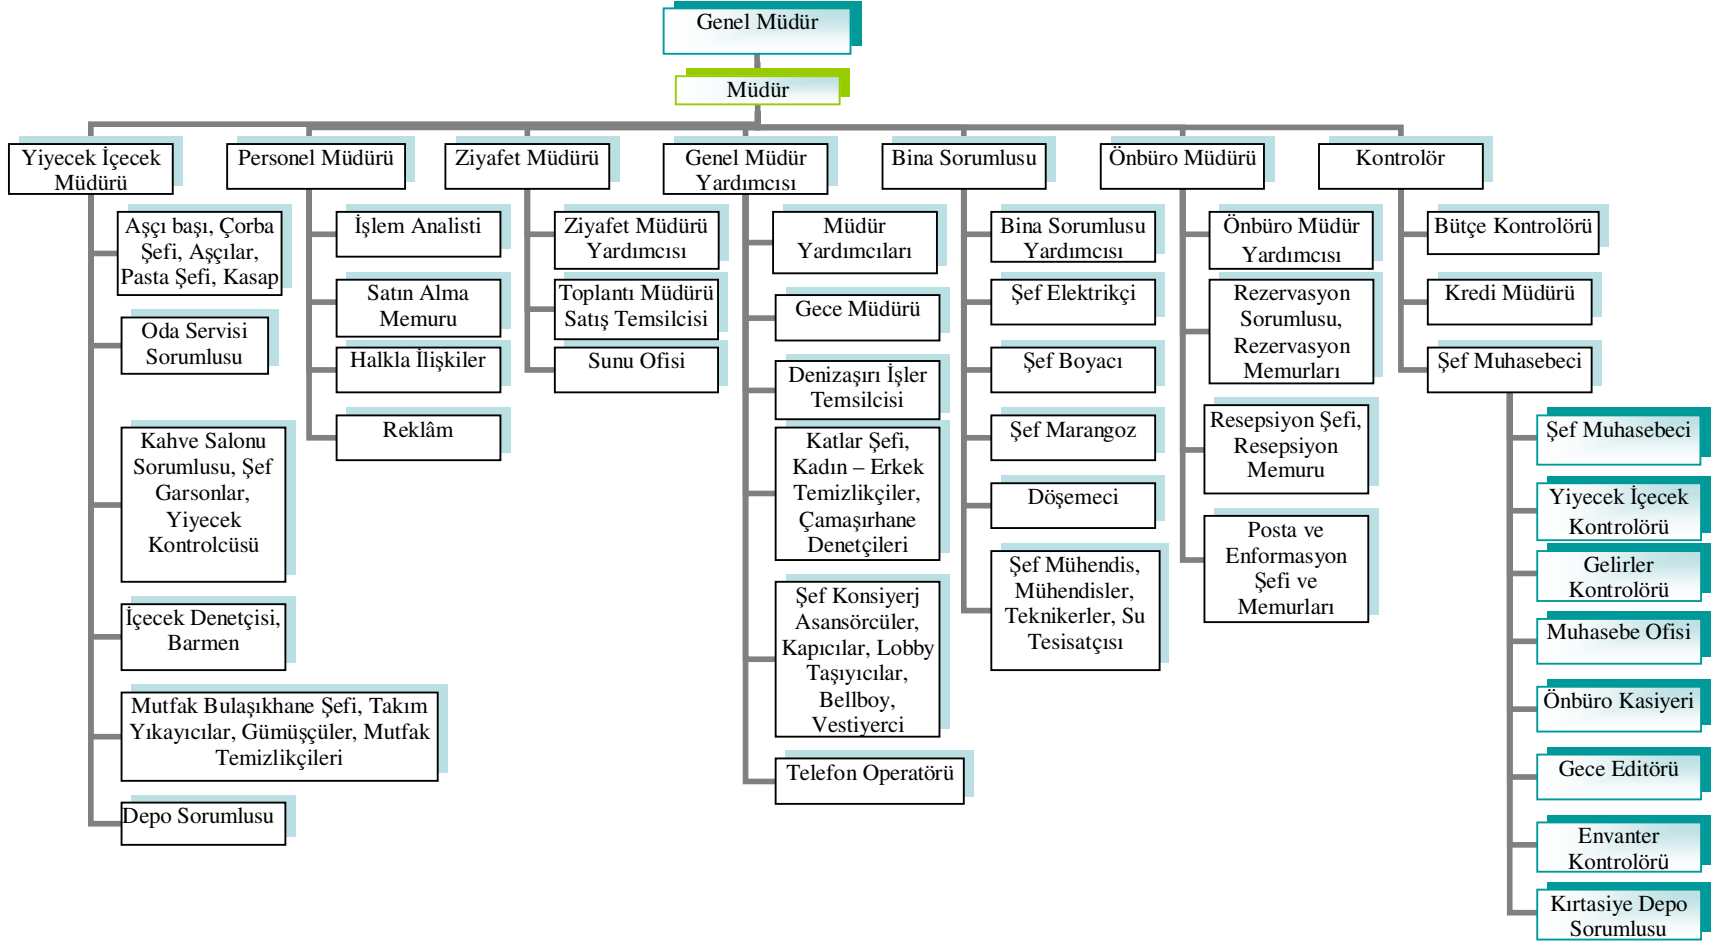 Genel Müdür
Müdür
Yiyecek İçecek
Müdürü
Personel Müdürü
Ziyafet Müdürü
Genel Müdür
Yardımcısı
Bina Sorumlusu
Önbüro Müdürü
Kontrolör
Aşçı başı, Çorba
Şefi, Aşçılar,
Pasta Şefi, Kasap
Oda Servisi
Sorumlusu
Kahve Salonu
Sorumlusu, Şef
Garsonlar,
Yiyecek
Kontrolcüsü
İçecek Denetçisi,
Barmen
Mutfak Bulaşıkhane Şefi, Takım
Yıkayıcılar, Gümüşçüler, Mutfak
Temizlikçileri
Depo Sorumlusu
İşlem Analisti
Satın Alma
Memuru
Halkla İlişkiler
Reklâm
Ziyafet Müdürü
Yardımcısı
Toplantı Müdürü
Satış Temsilcisi
Sunu Ofisi
Müdür
Yardımcıları
Gece Müdürü
Denizaşırı İşler
Temsilcisi
Katlar Şefi,
Kadın – Erkek
Temizlikçiler,
Çamaşırhane
Denetçileri
Şef Konsiyerj
Asansörcüler,
Kapıcılar, Lobby
Taşıyıcılar,
Bellboy,
Vestiyerci
Telefon Operatörü
Bina Sorumlusu
Yardımcısı
Şef Elektrikçi
Şef Boyacı
Şef Marangoz
Döşemeci
Şef Mühendis,
Mühendisler,
Teknikerler, Su
Tesisatçısı
Önbüro Müdür
Yardımcısı
Rezervasyon
Sorumlusu,
Rezervasyon
Memurları
Resepsiyon Şefi,
Resepsiyon
Memuru
Posta ve
Enformasyon
Şefi ve
Memurları
Bütçe Kontrolörü
Kredi Müdürü
Şef Muhasebeci
Şef Muhasebeci
Yiyecek İçecek
Kontrolörü
Gelirler
Kontrolörü
Muhasebe Ofisi
Önbüro Kasiyeri
Gece Editörü
Envanter
Kontrolörü
Kırtasiye Depo
Sorumlusu